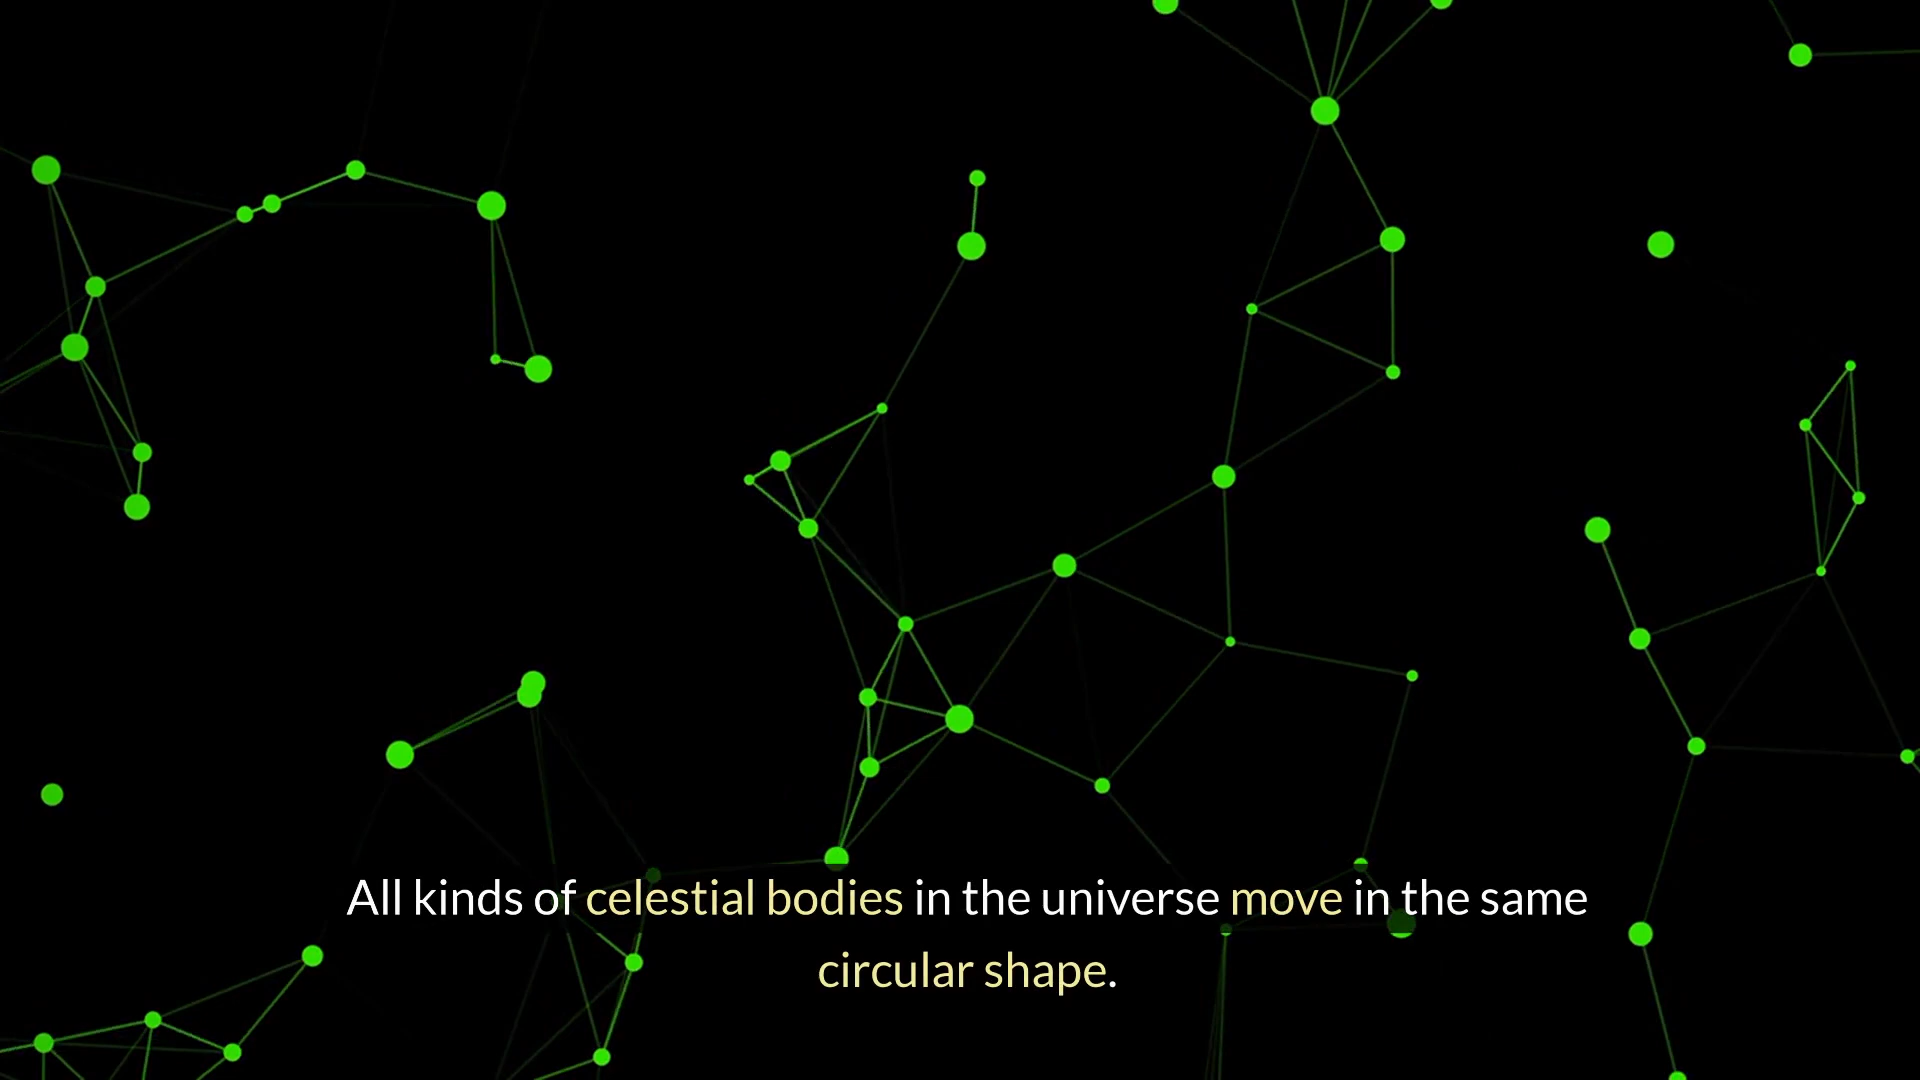 All kinds of celestial bodies in the universe move in the same
circular shape.